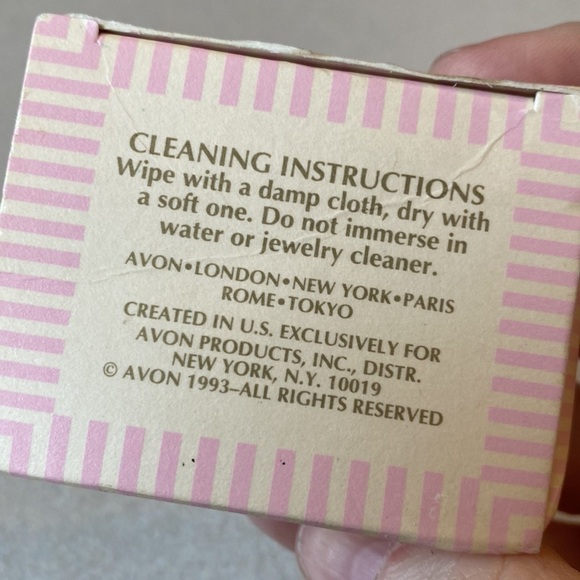 CLEANING INSTRUCTIONS
Wipe with a damp cloth, dry with
a soft one. Do not immerse in
water or jewelry cleaner.
AVON•LONDON•NEW YORK•PARIS
ROME•TOKYO
CREATED IN U.S. EXCLUSIVELY FOR
AVON PRODUCTS, INC., DISTR.
NEW YORK, N.Y. 10019
© AVON 1993–ALL RIGHTS RESERVED